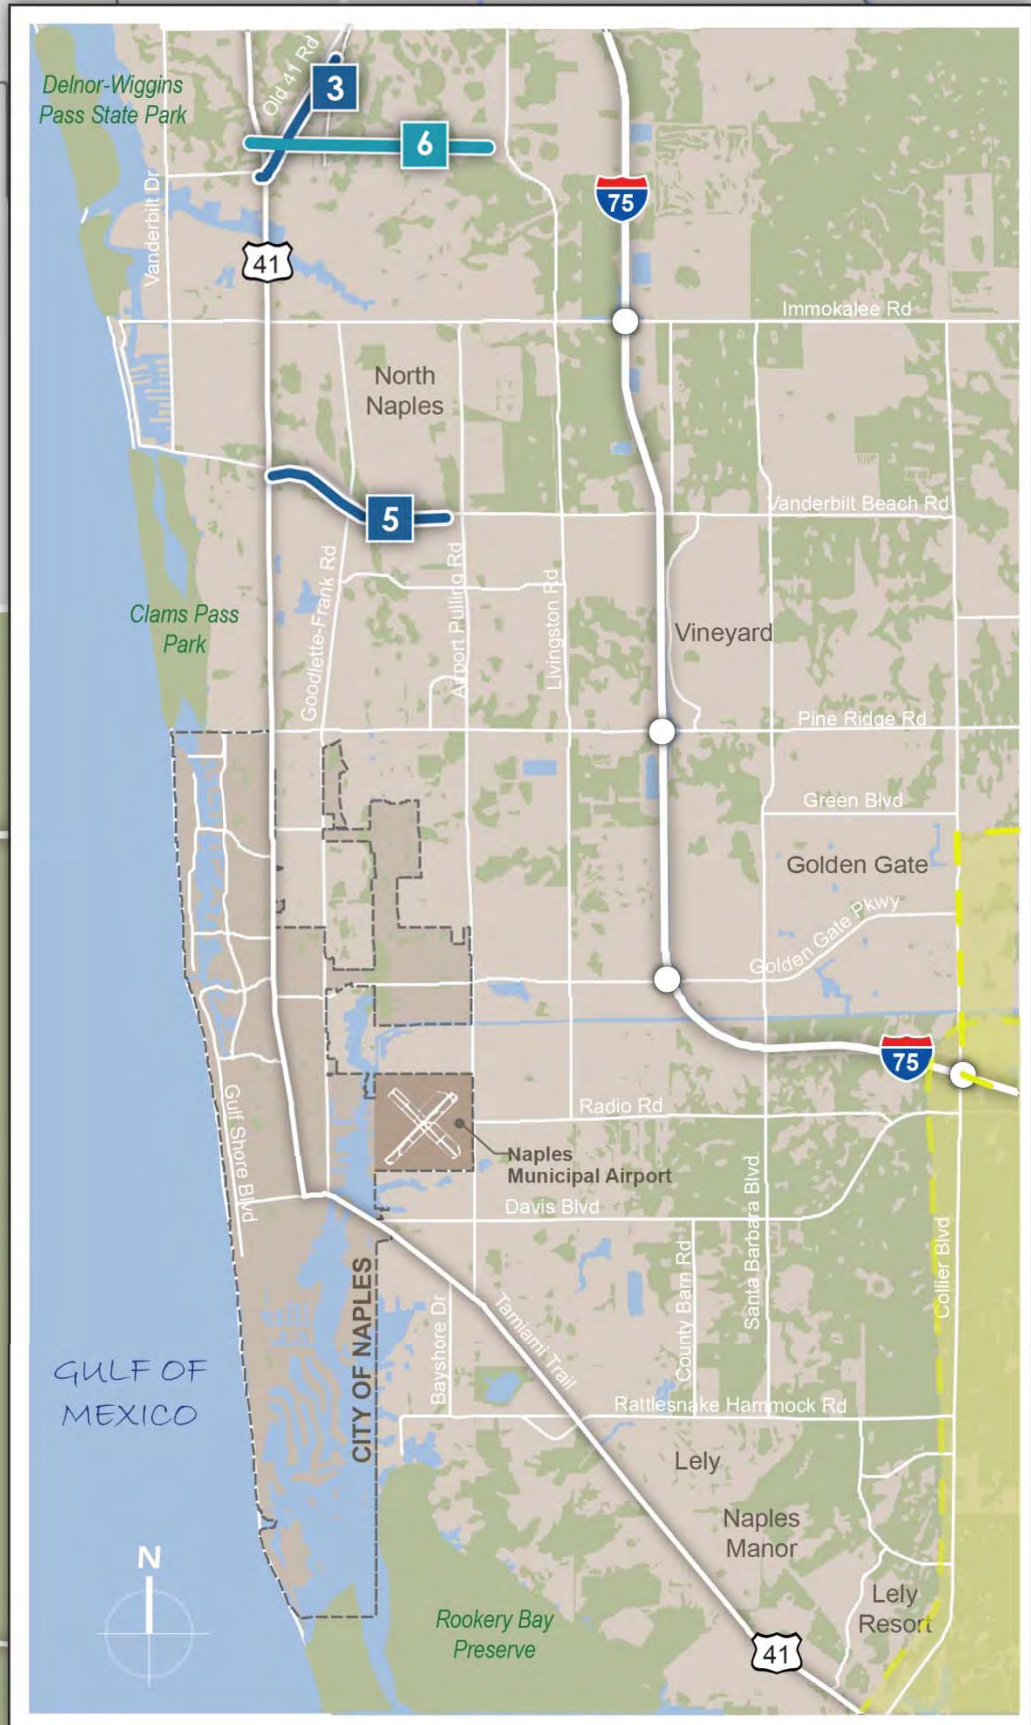 Delnor-Wiggins
Pass State Park
Old 41 Rd
3
6
Vanderbilt Dr
75
41
Immokalee Rd
North
Naples
Vanderbilt Beach Rd
5
Goodlette-Frank Rd
Airport Pulling Rd
Livingston Rd
Clams Pass
Park
Vineyard
Pine Ridge Rd
Green Blvd
Golden Gate
Golden Gate Pkwy
75
Gulf Shore Blvd
Radio Rd
Naples
Municipal Airport
Davis Blvd
Santa Barbara Blvd
County Barn Rd
Collier Blvd
CITY OF NAPLES
Bayshore Dr
Tamiami Trail
GULF OF
MEXICO
Rattlesnake Hammock Rd
Lely
Naples
Manor
N
Lely
Resort
Rookery Bay
Preserve
41